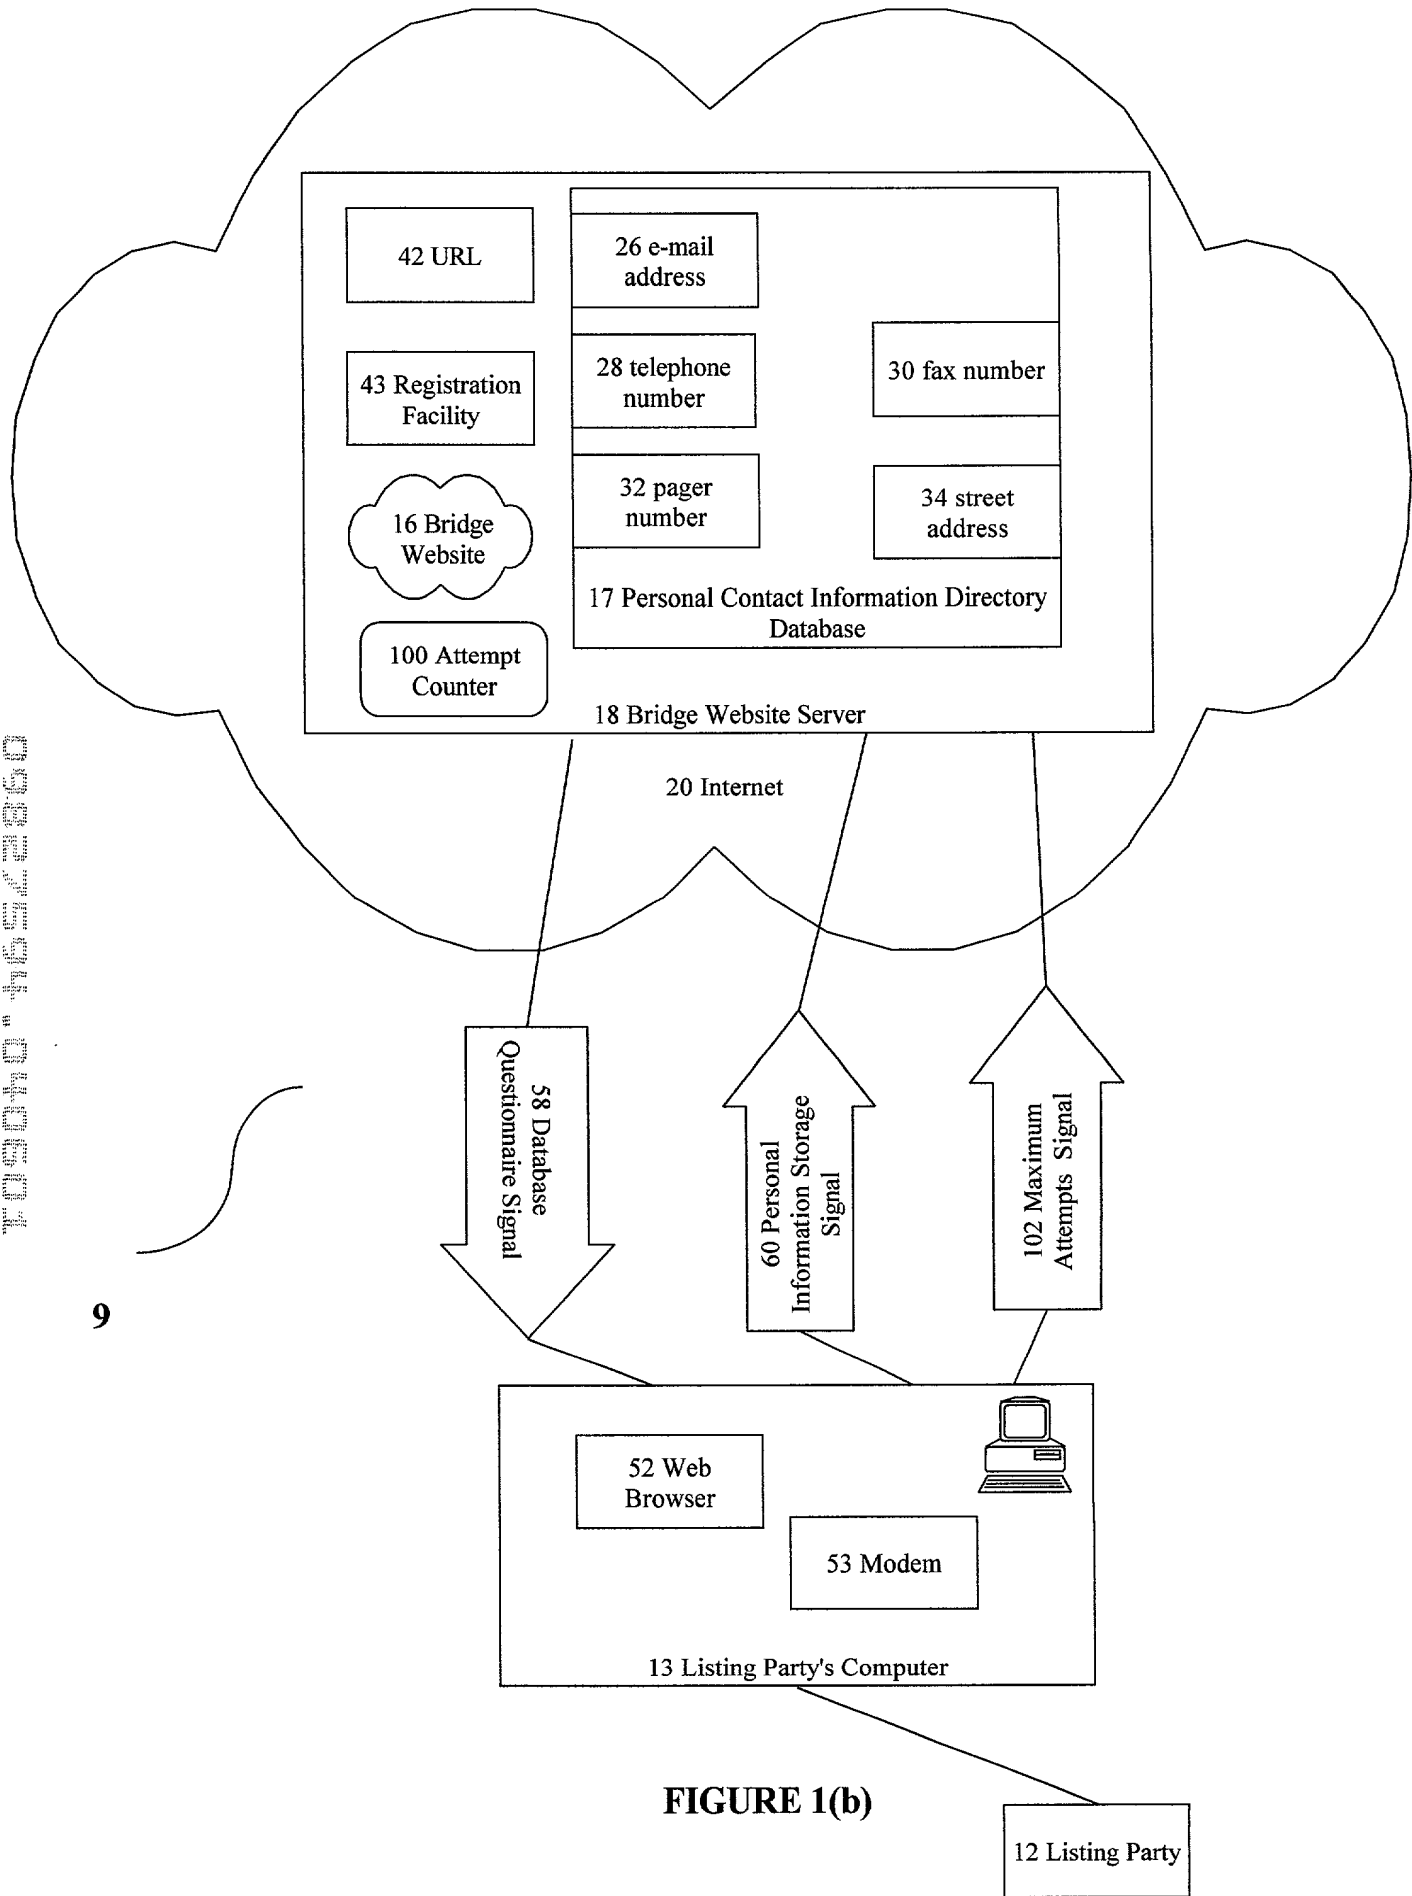 42 URL
26 e-mail
address
43 Registration
Facility
28 telephone
number
30 fax number
16 Bridge
Website
32 pager
number
34 street
address
17 Personal Contact Information Directory
Database
100 Attempt
Counter
18 Bridge Website Server
20 Internet
58 Database
Questionnaire Signal
60 Personal
Information Storage
Signal
102 Maximum
Attempts Signal
9
52 Web
Browser
53 Modem
13 Listing Party's Computer
FIGURE 1(b)
12 Listing Party